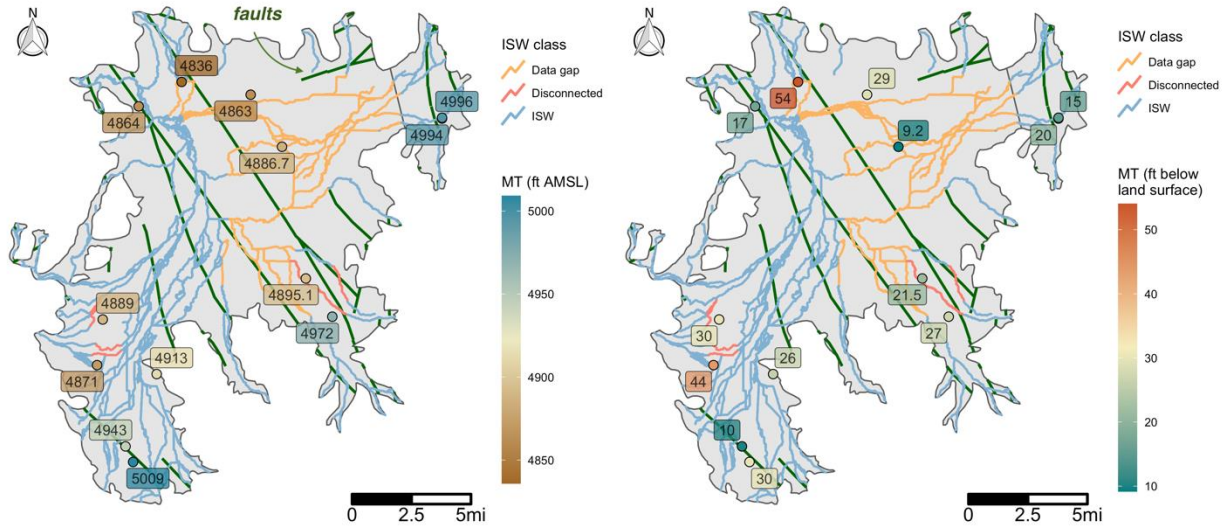 faults
N
ISW class
Data gap
Disconnected
ISW
4836
4863
4864
4996
4994
4886.7
MT (ft AMSL)
5000
4950
4900
4850
4895.1
4889
4972
4913
4871
4943
5009
0 2.5 5mi
N
ISW class
Data gap
Disconnected
ISW
54
29
17
15
20
9.2
MT (ft below
land surface)
50
40
30
20
10
21.5
30
27
26
44
10
30
0 2.5 5mi